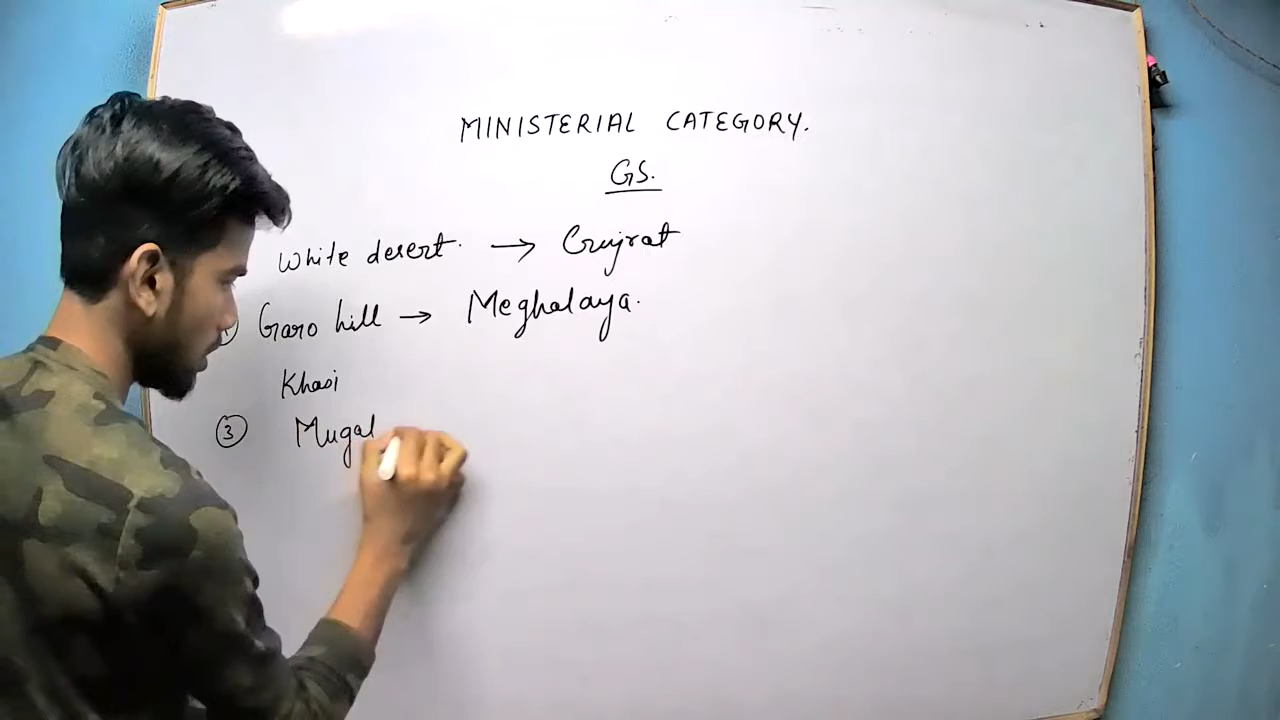 MINISTERIAL CATEGORY.
GS.
White desert. → Gujrat
Garo hill → Meghalaya.
Khasi
③ Mugal